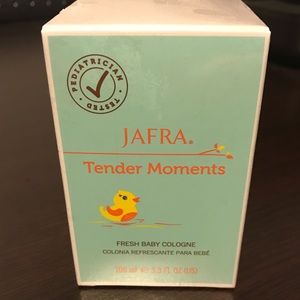 PEDIATRICIAN
TESTED
JAFRA®
Tender Moments
FRESH BABY COLOGNE
COLONIA REFRESCANTE PARA BEBÉ
100 ml ℮ 3.3 FL OZ (US)